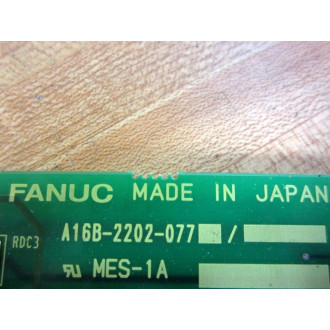 FANUC MADE IN JAPAN
RDC3 A16B-2202-077 /
MES-1A